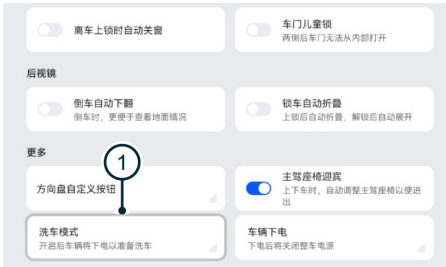 离车上锁时自动关窗
车门儿童锁
两侧后车门无法从内部打开
后视镜
倒车自动下翻
倒车时，更便于查看地面情况
锁车自动折叠
上锁后自动折叠，解锁后自动展开
更多
1
方向盘自定义按钮
主驾座椅迎宾
上下车时，自动调整主驾座椅以便进
出
洗车模式
开启后车辆将下电以准备洗车
车辆下电
下电后将关闭整车电源